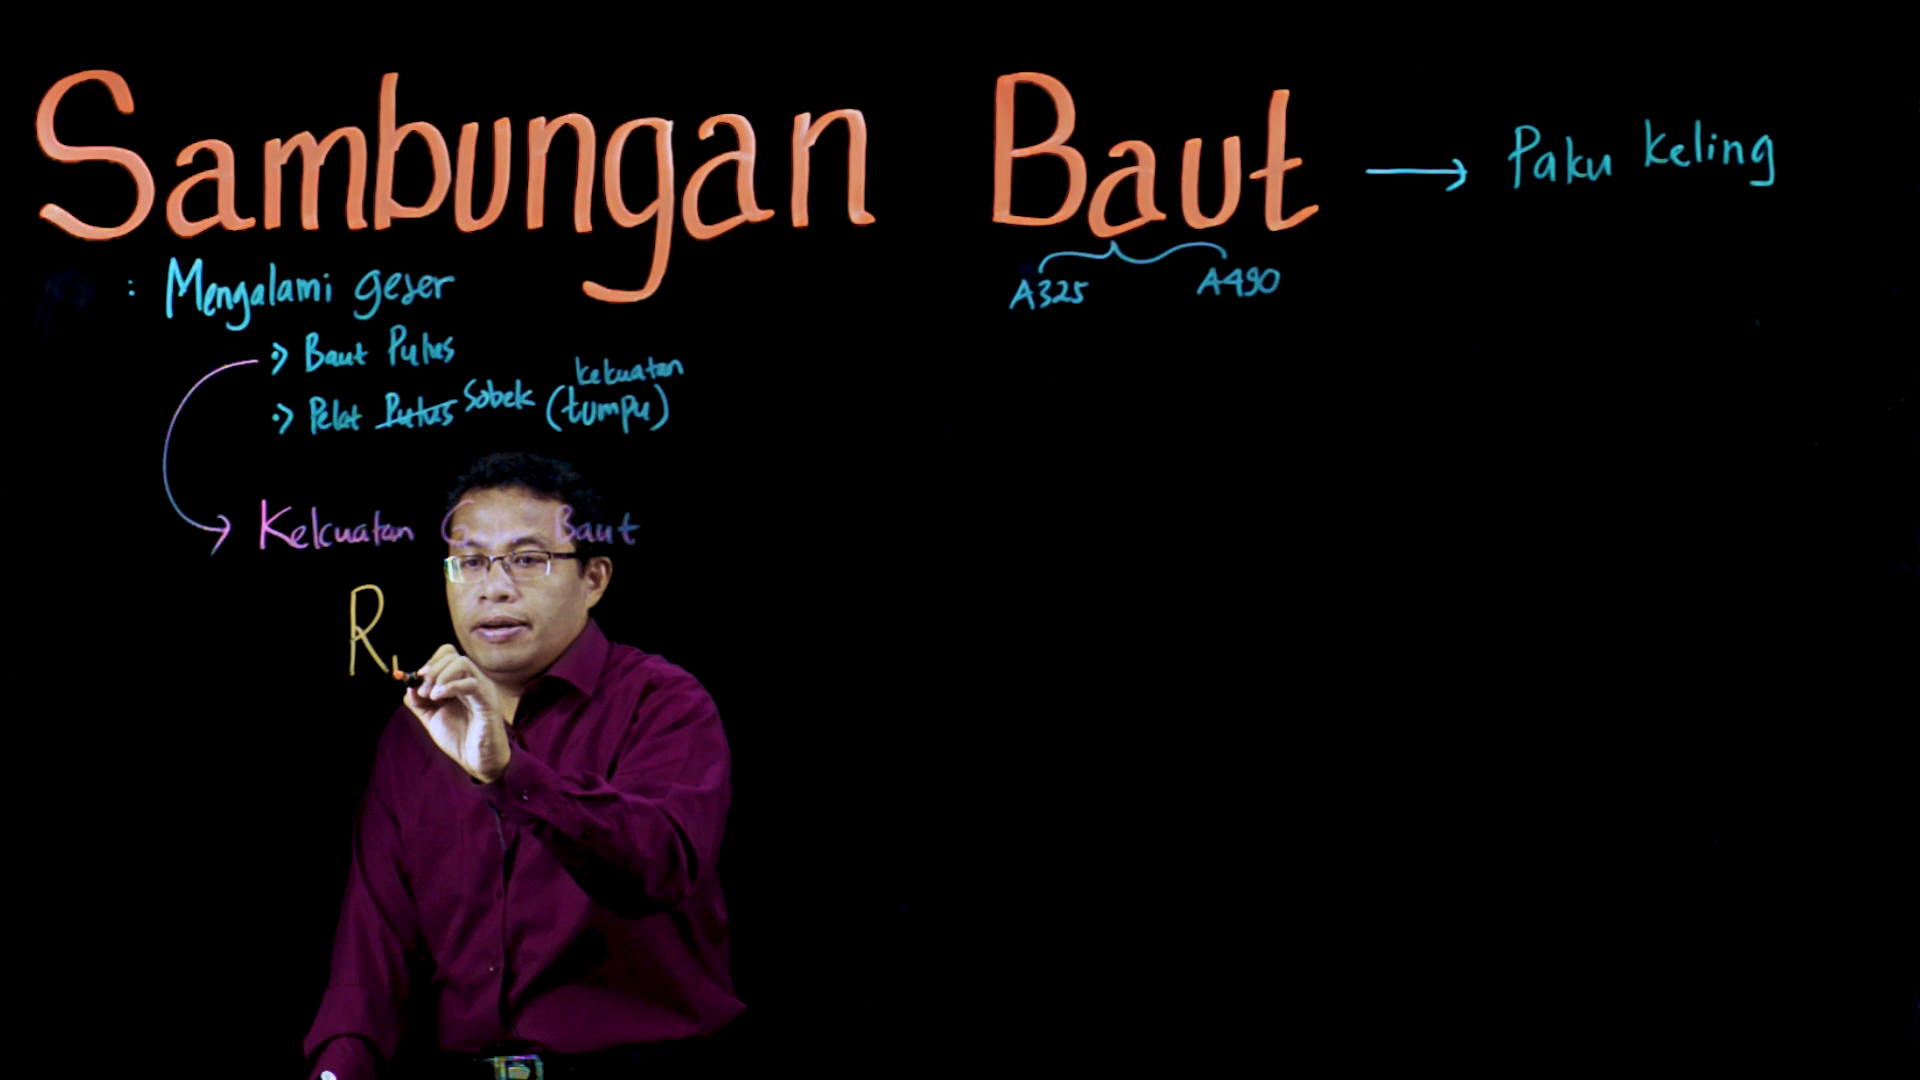 Sambungan Baut → Paku Keling
A325 A490
: Mengalami geser
Baut Putus
Pelat Putus Sobek (kekuatan tumpu)
Kekuatan G Baut
R